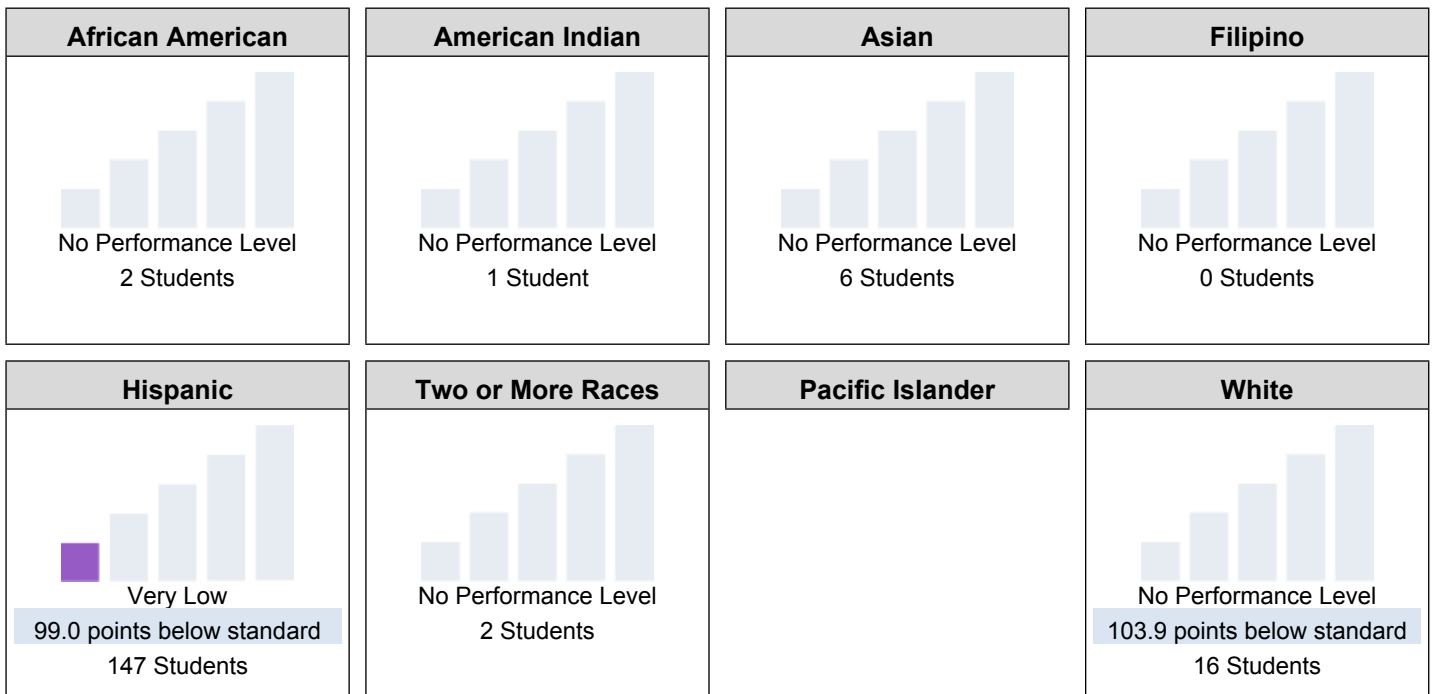 African American
No Performance Level
2 Students
American Indian
No Performance Level
1 Student
Asian
No Performance Level
6 Students
Filipino
No Performance Level
0 Students
Hispanic
Very Low
99.0 points below standard
147 Students
Two or More Races
No Performance Level
2 Students
Pacific Islander
White
No Performance Level
103.9 points below standard
16 Students